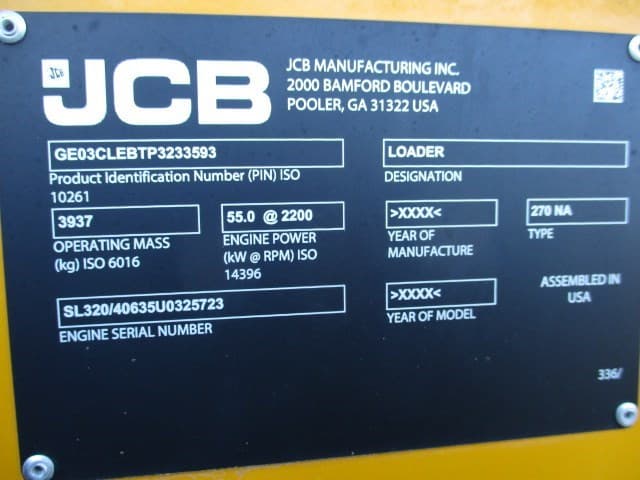 JCB
JCB
JCB MANUFACTURING INC.
2000 BAMFORD BOULEVARD
POOLER, GA 31322 USA
GE03CLEBTP3233593
Product Identification Number (PIN) ISO
10261
LOADER
DESIGNATION
3937
OPERATING MASS
(kg) ISO 6016
55.0 @ 2200
ENGINE POWER
(kW @ RPM) ISO
14396
>XXXX<
YEAR OF
MANUFACTURE
270 NA
TYPE
SL320/40635U0325723
ENGINE SERIAL NUMBER
>XXXX<
YEAR OF MODEL
ASSEMBLED IN
USA
336/